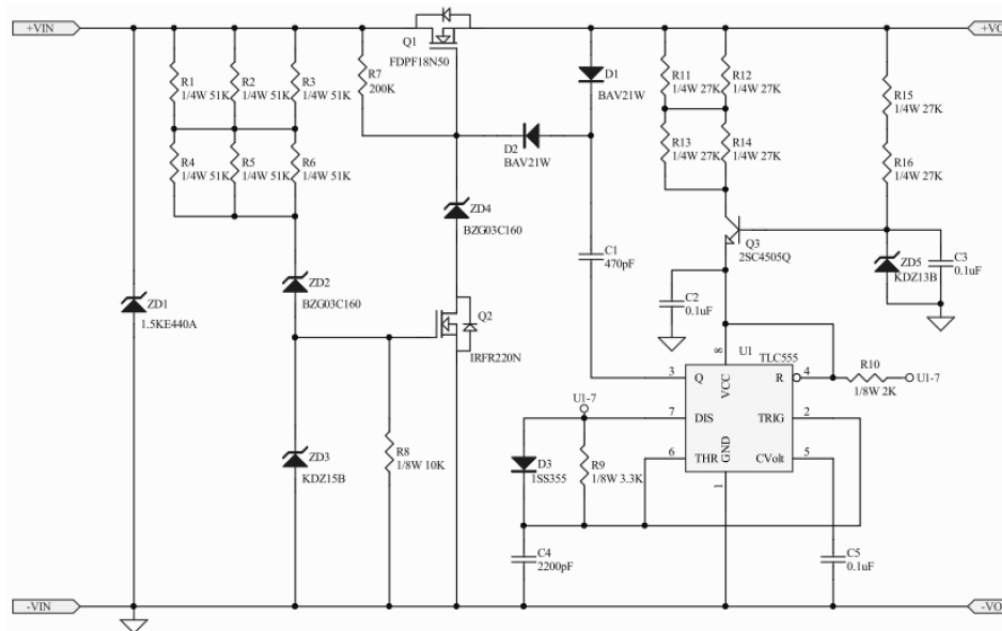 +VIN
+VO
Q1
FDPF18N50
R1
1/4W 51K
R2
1/4W 51K
R3
1/4W 51K
R7
200K
D1
BAV21W
R11
1/4W 27K
R12
1/4W 27K
R15
1/4W 27K
R4
1/4W 51K
R5
1/4W 51K
R6
1/4W 51K
D2
BAV21W
R13
1/4W 27K
R14
1/4W 27K
R16
1/4W 27K
ZD4
BZG03C160
C1
470pF
Q3
2SC4505Q
ZD5
KDZ13B
C3
0.1uF
ZD1
1.5KE440A
ZD2
BZG03C160
Q2
IRFR220N
C2
0.1uF
U1
TLC555
8
VCC
3
Q
R
4
R10
1/8W 2K
U1-7
U1-7
7
DIS
TRIG
2
6
THR
GND
CVolt
5
1
ZD3
KDZ15B
R8
1/8W 10K
D3
1SS355
R9
1/8W 3.3K
C4
2200pF
C5
0.1uF
-VIN
-VO